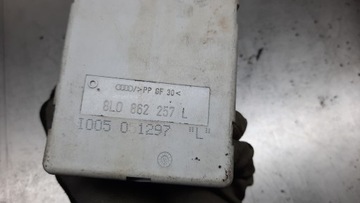 >PP GF 30<
8L0 862 257 L
I005 0 1297 "L"